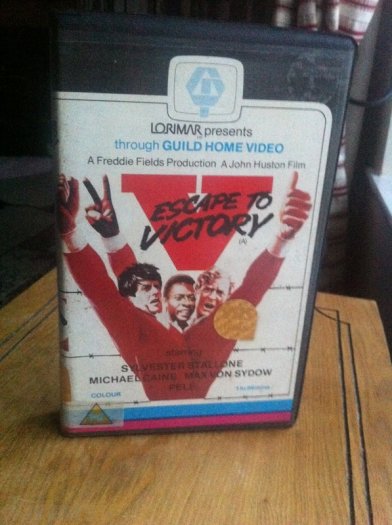 LORIMAR presents
through GUILD HOME VIDEO
A Freddie Fields Production A John Huston Film
ESCAPE TO
VICTORY
(A)
starring
SYLVESTER STALLONE
MICHAEL CAINE MAX VON SYDOW
PELE
COLOUR